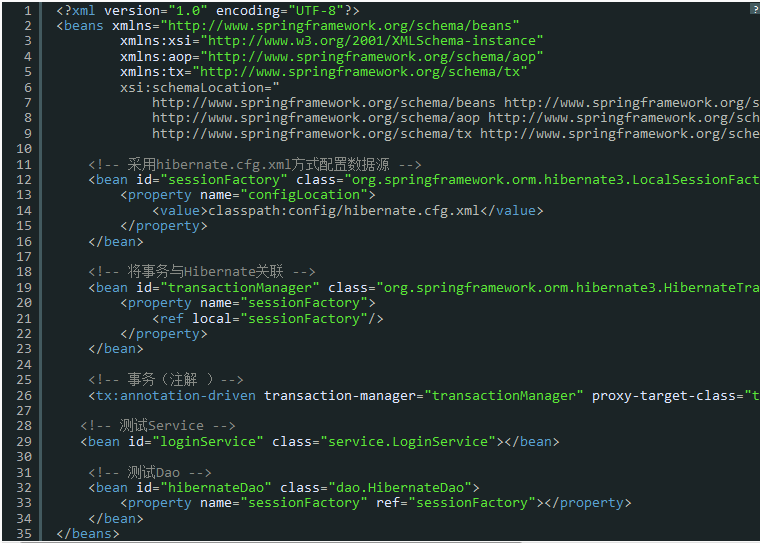 1 <?xml version="1.0" encoding="UTF-8"?>
2 <beans xmlns="http://www.springframework.org/schema/beans"
3 xmlns:xsi="http://www.w3.org/2001/XMLSchema-instance"
4 xmlns:aop="http://www.springframework.org/schema/aop"
5 xmlns:tx="http://www.springframework.org/schema/tx"
6 xsi:schemaLocation="
7 http://www.springframework.org/schema/beans http://www.springframework.org/s
8 http://www.springframework.org/schema/aop http://www.springframework.org/sche
9 http://www.springframework.org/schema/tx http://www.springframework.org/sche
10
11 <!-- 采用hibernate.cfg.xml方式配置数据源 -->
12 <bean id="sessionFactory" class="org.springframework.orm.hibernate3.LocalSessionFact
13 <property name="configLocation">
14 <value>classpath:config/hibernate.cfg.xml</value>
15 </property>
16 </bean>
17
18 <!-- 将事务与Hibernate关联 -->
19 <bean id="transactionManager" class="org.springframework.orm.hibernate3.HibernateTra
20 <property name="sessionFactory">
21 <ref local="sessionFactory"/>
22 </property>
23 </bean>
24
25 <!-- 事务（注解 ）-->
26 <tx:annotation-driven transaction-manager="transactionManager" proxy-target-class="t
27
28 <!-- 测试Service -->
29 <bean id="loginService" class="service.LoginService"></bean>
30
31 <!-- 测试Dao -->
32 <bean id="hibernateDao" class="dao.HibernateDao">
33 <property name="sessionFactory" ref="sessionFactory"></property>
34 </bean>
35 </beans>
?